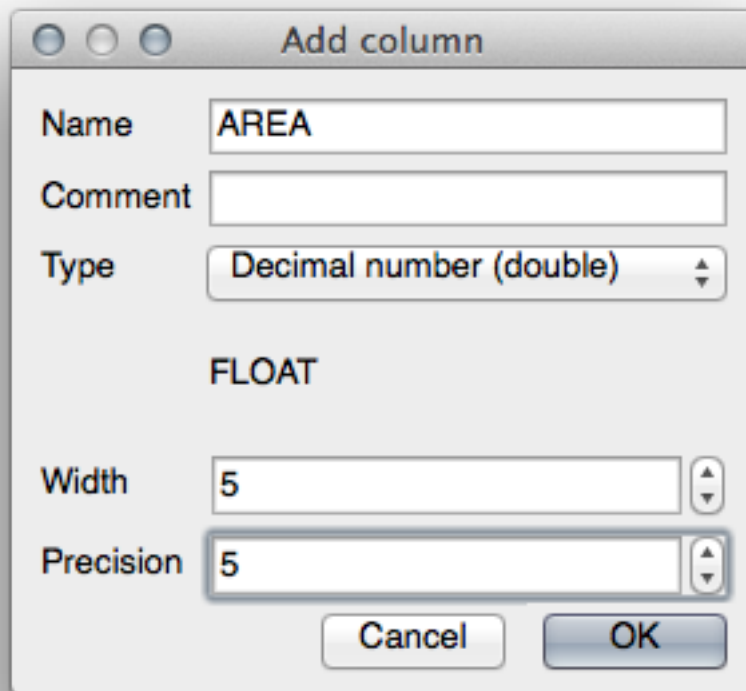 Add column
Name AREA
Comment
Type Decimal number (double)
FLOAT
Width 5
Precision 5
Cancel OK